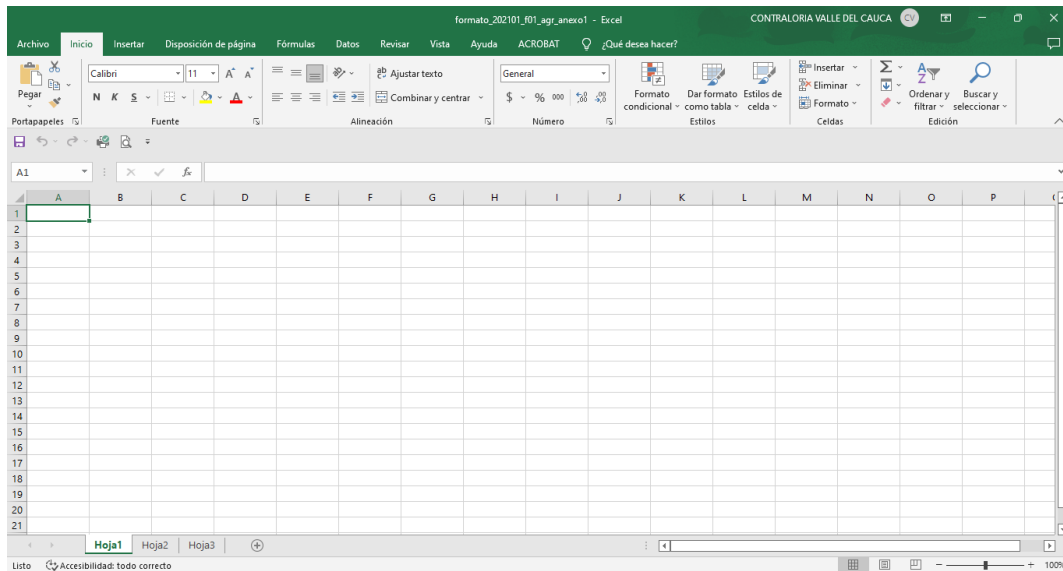 formato_202101_f01_agr_anexo1 - Excel
CONTRALORIA VALLE DEL CAUCA CV
Archivo Inicio Insertar Disposición de página Fórmulas Datos Revisar Vista Ayuda ACROBAT ¿Qué desea hacer?
Pegar
Calibri 11 A A
N K S A
Ajustar texto
Combinar y centrar
General
$ % 000
Formato condicional
Dar formato como tabla
Estilos de celda
Insertar
Eliminar
Formato
Ordenar y filtrar
Buscar y seleccionar
Portapapeles Fuente Alineación Número Estilos Celdas Edición
A1 fx
A B C D E F G H I J K L M N O P
1
2
3
4
5
6
7
8
9
10
11
12
13
14
15
16
17
18
19
20
21
Hoja1 Hoja2 Hoja3
Listo Accesibilidad: todo correcto 100%